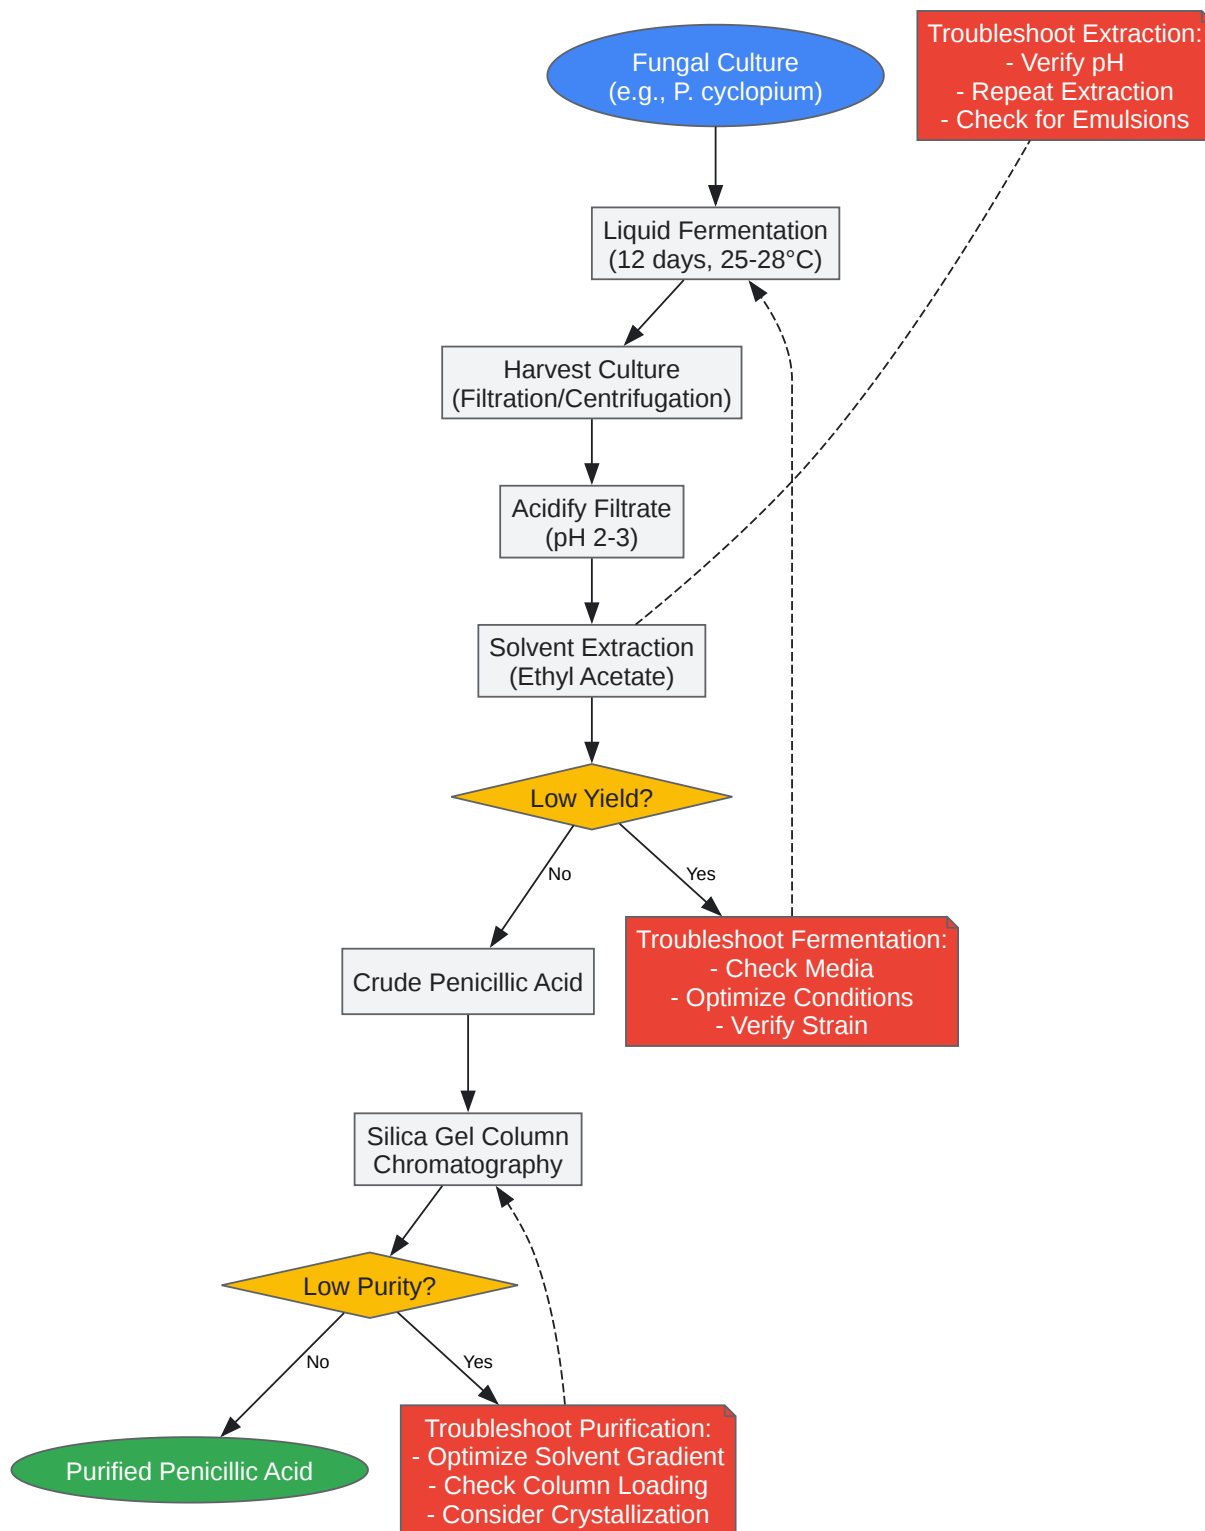 Fungal Culture
(e.g., P. cyclopium)
Troubleshoot Extraction:
- Verify pH
- Repeat Extraction
- Check for Emulsions
Liquid Fermentation
(12 days, 25-28°C)
Harvest Culture
(Filtration/Centrifugation)
Acidify Filtrate
(pH 2-3)
Solvent Extraction
(Ethyl Acetate)
Low Yield?
No
Yes
Crude Penicillic Acid
Troubleshoot Fermentation:
- Check Media
- Optimize Conditions
- Verify Strain
Silica Gel Column
Chromatography
Low Purity?
No
Yes
Purified Penicillic Acid
Troubleshoot Purification:
- Optimize Solvent Gradient
- Check Column Loading
- Consider Crystallization